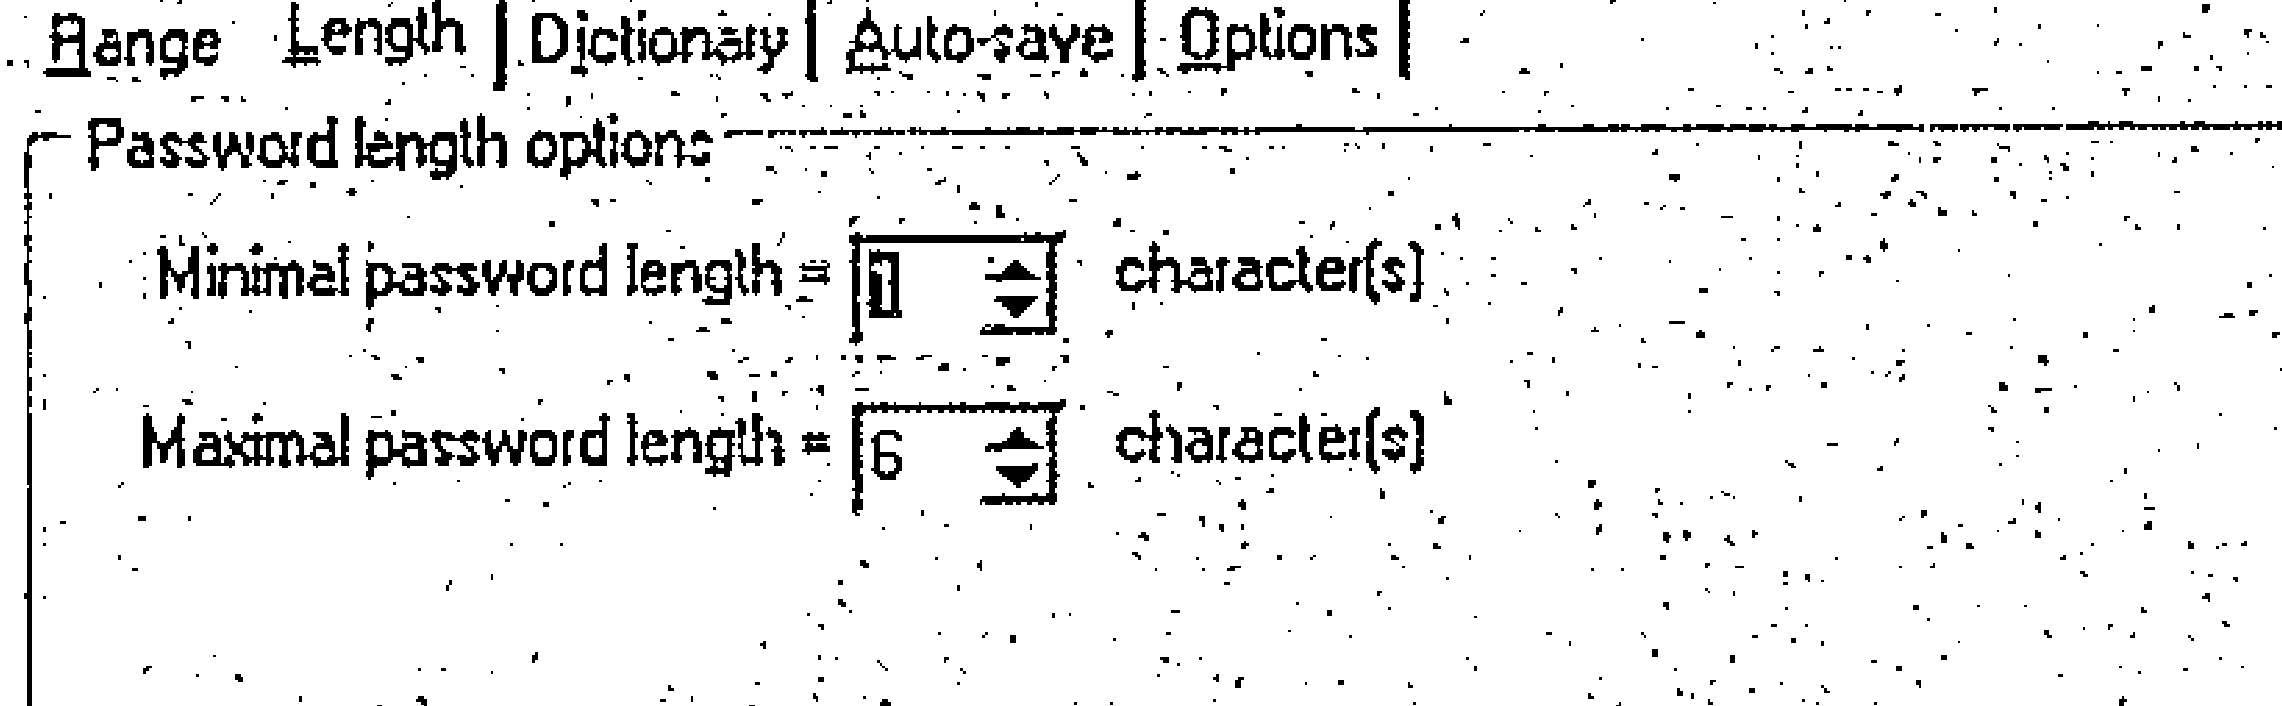 Range Length Dictionary Auto-save Options
Password length options
Minimal password length = 1 character(s)
Maximal password length = 6 character(s)